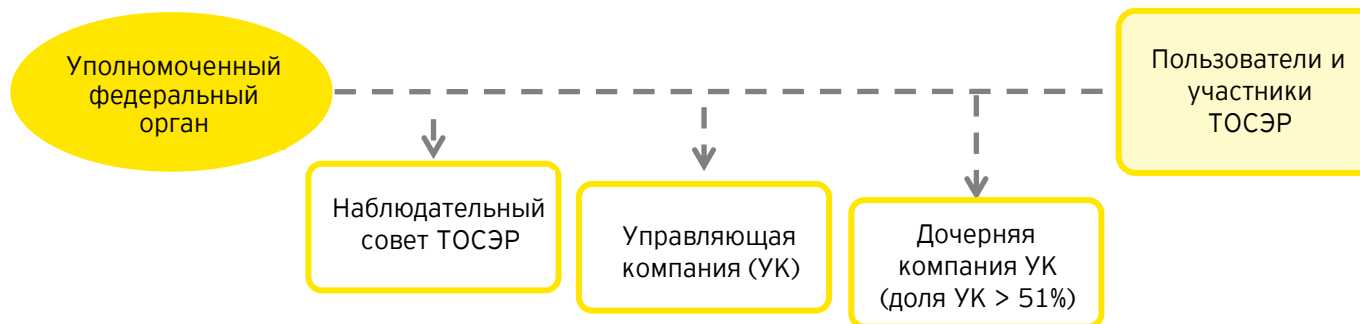 Уполномоченный
федеральный
орган
Пользователи и
участники
ТОСЭР
Наблюдательный
совет ТОСЭР
Управляющая
компания (УК)
Дочерняя
компания УК
(доля УК > 51%)